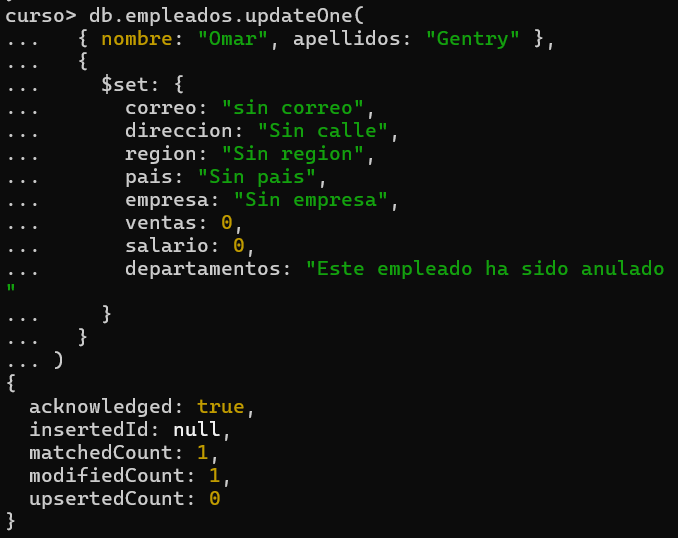 curso> db.empleados.updateOne(
...   { nombre: "Omar", apellidos: "Gentry" },
...   {
...     $set: {
...       correo: "sin correo",
...       direccion: "Sin calle",
...       region: "Sin region",
...       pais: "Sin pais",
...       empresa: "Sin empresa",
...       ventas: 0,
...       salario: 0,
...       departamentos: "Este empleado ha sido anulado
"
...     }
...   }
... )
{
  acknowledged: true,
  insertedId: null,
  matchedCount: 1,
  modifiedCount: 1,
  upsertedCount: 0
}